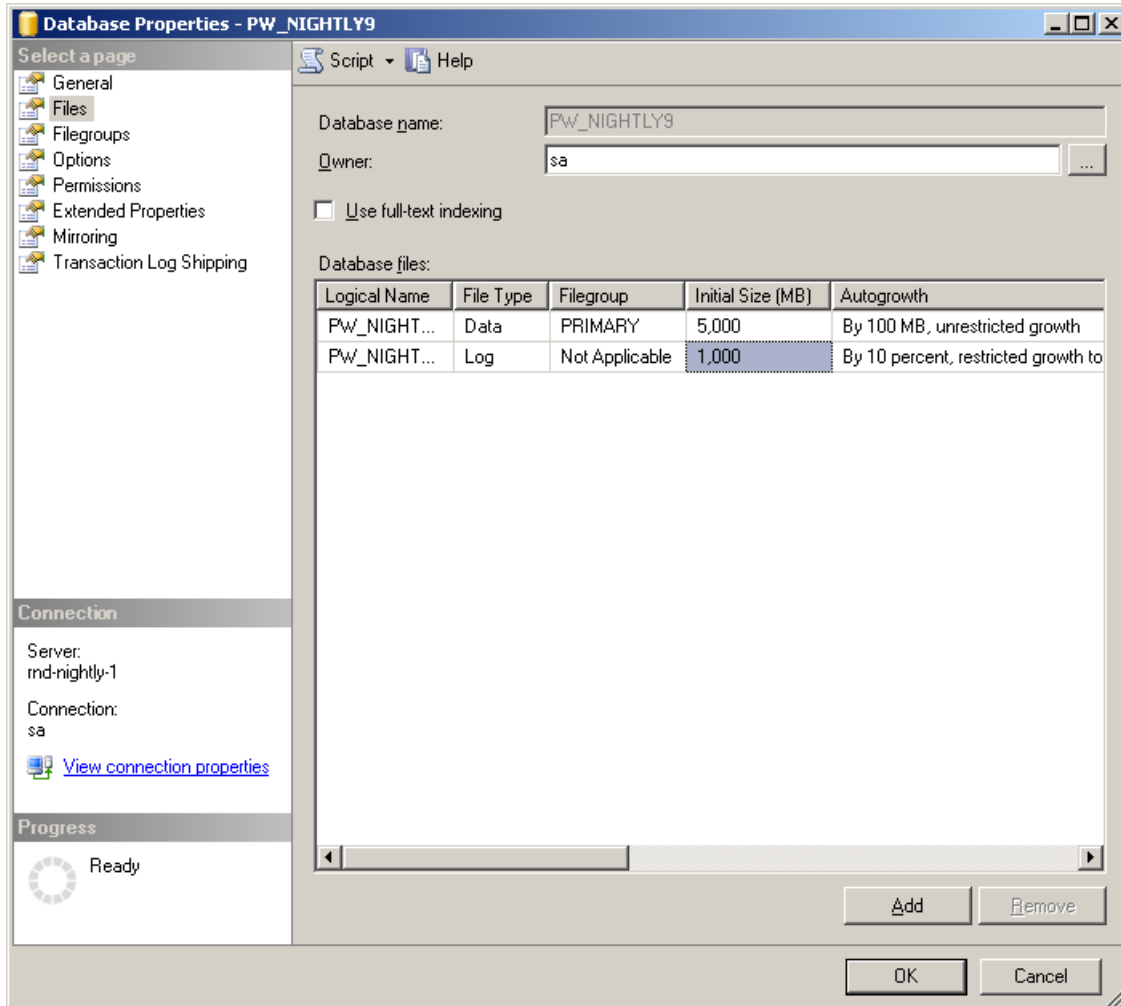 Database Properties - PW_NIGHTLY9
Select a page
General
Files
Filegroups
Options
Permissions
Extended Properties
Mirroring
Transaction Log Shipping
Connection
Server:
rnd-nightly-1
Connection:
sa
View connection properties
Progress
Ready
Script Help
Database name: PW_NIGHTLY9
Owner: sa ...
Use full-text indexing
Database files:
Logical Name File Type Filegroup Initial Size (MB) Autogrowth
PW_NIGHT... Data PRIMARY 5,000 By 100 MB, unrestricted growth
PW_NIGHT... Log Not Applicable 1,000 By 10 percent, restricted growth to
Add Remove
OK Cancel